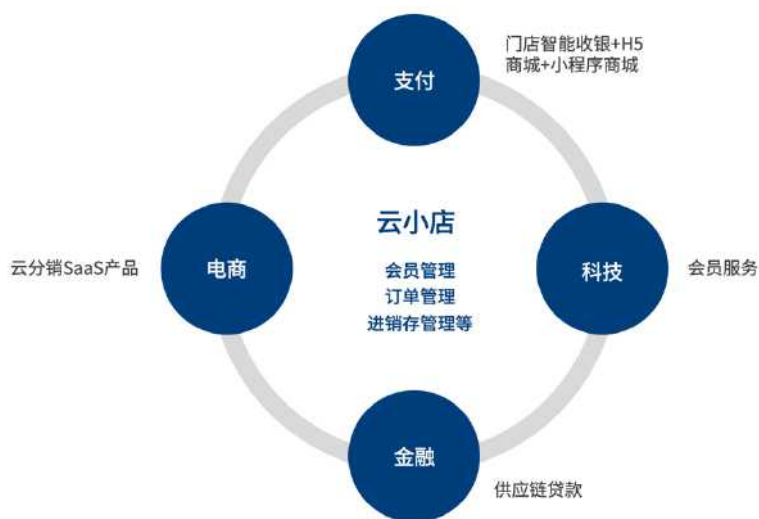 支付
门店智能收银+H5
商城+小程序商城
云小店
会员管理
订单管理
进销存管理等
云分销SaaS产品
电商
科技
会员服务
金融
供应链贷款